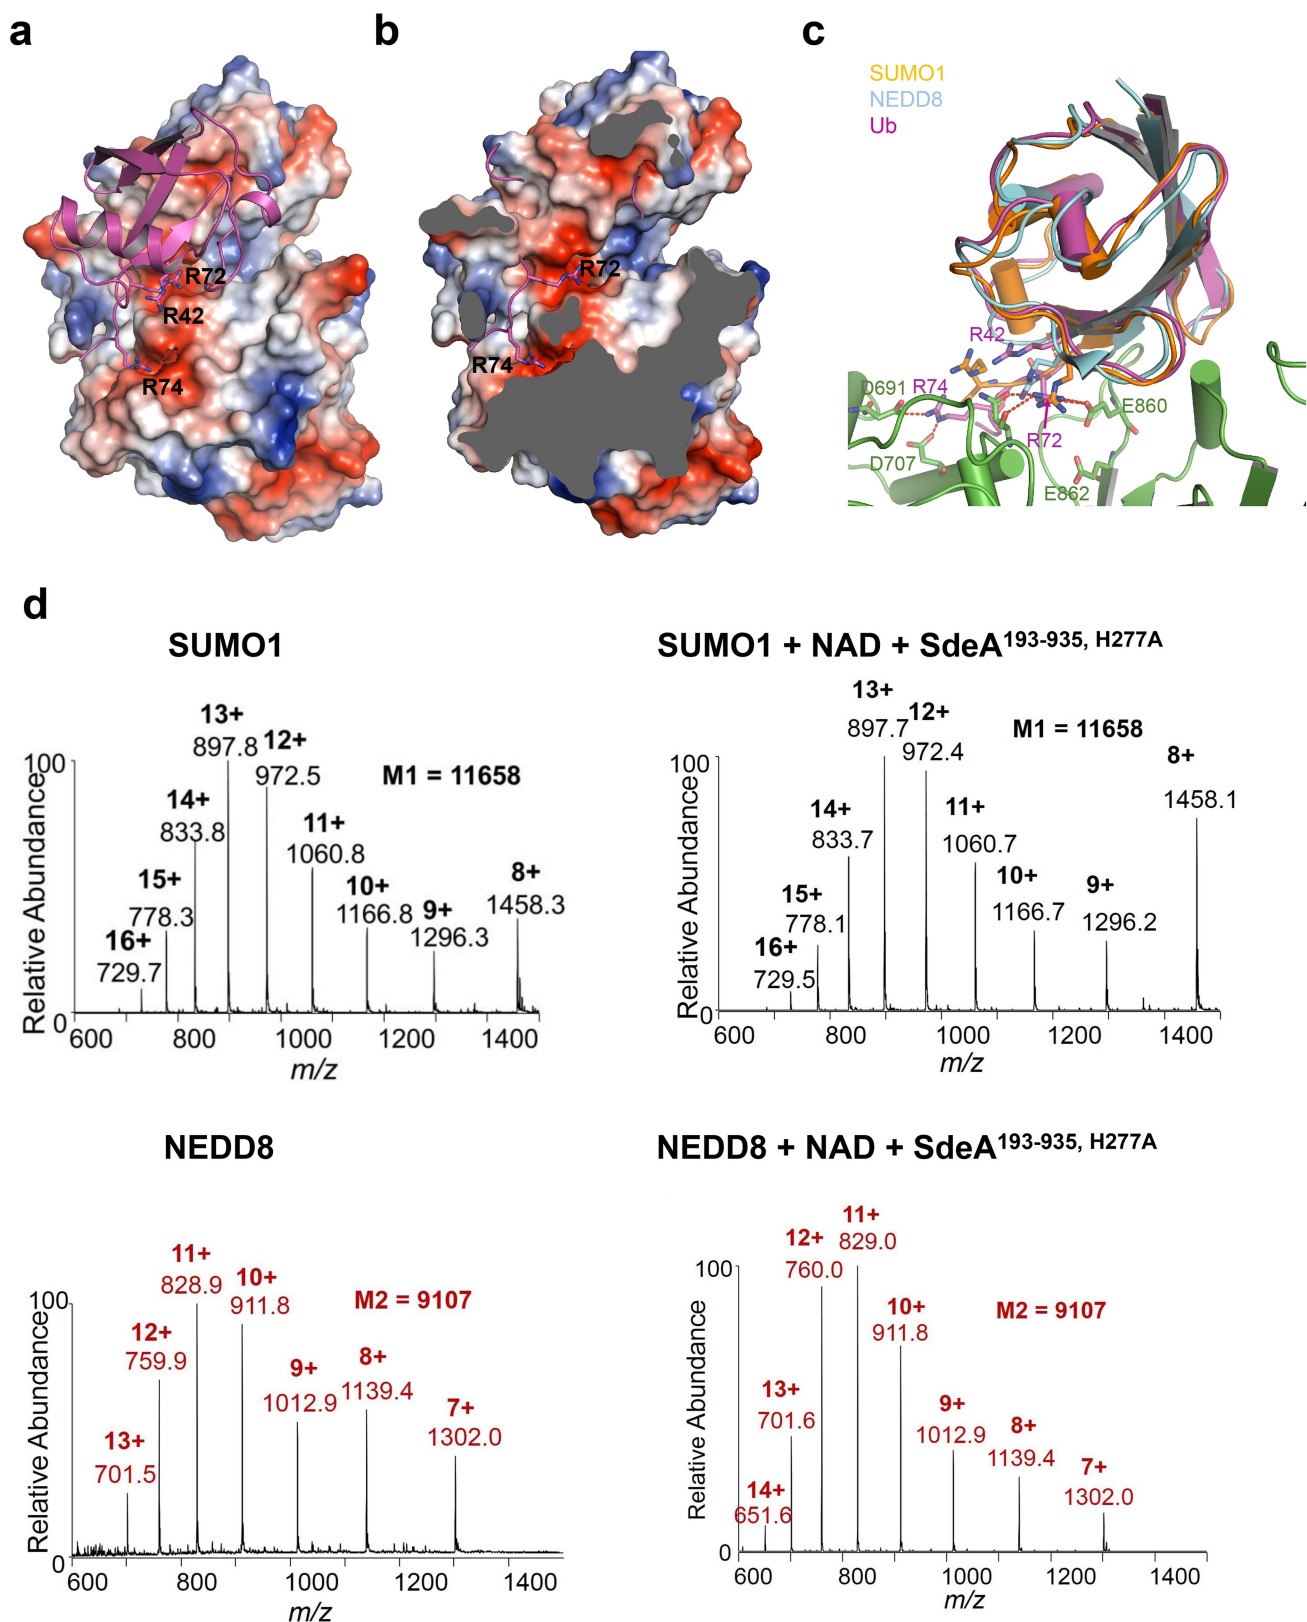 a
b
c
R72
R42
R74
R72
R74
SUMO1
NEDD8
Ub
R42
D691
R74
E860
R72
D707
E862
d
SUMO1
13+
897.8
12+
972.5
M1 = 11658
14+
833.8
11+
1060.8
15+
778.3
10+
1166.8
9+
1296.3
8+
1458.3
16+
729.7
100
0
Relative Abundance
600 800 1000 1200 1400
m/z
SUMO1 + NAD + SdeA193-935, H277A
13+
897.7
12+
972.4
M1 = 11658
8+
1458.1
14+
833.7
11+
1060.7
15+
778.1
10+
1166.7
9+
1296.2
16+
729.5
100
0
Relative Abundance
600 800 1000 1200 1400
m/z
NEDD8
11+
828.9
10+
911.8
M2 = 9107
12+
759.9
9+
1012.9
8+
1139.4
7+
1302.0
13+
701.5
100
0
Relative Abundance
600 800 1000 1200 1400
m/z
NEDD8 + NAD + SdeA193-935, H277A
11+
829.0
12+
760.0
10+
911.8
M2 = 9107
13+
701.6
9+
1012.9
8+
1139.4
7+
1302.0
14+
651.6
100
0
Relative Abundance
600 800 1000 1200 1400
m/z